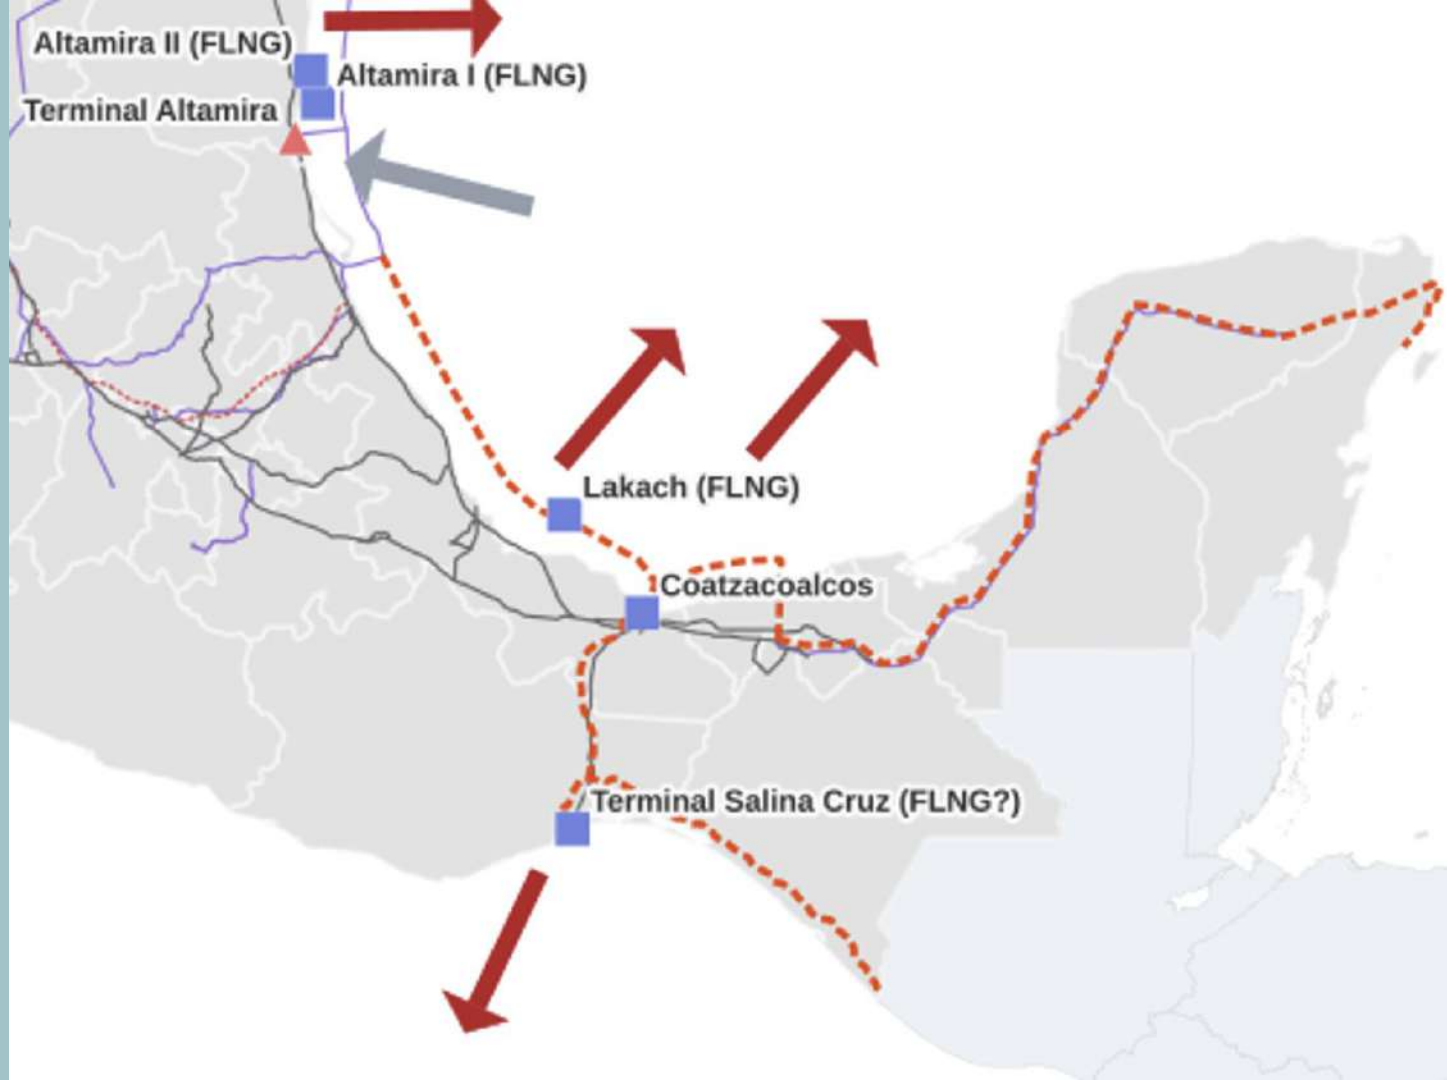 Altamira II (FLNG)
Altamira I (FLNG)
Terminal Altamira
Lakach (FLNG)
Coatzacoalcos
Terminal Salina Cruz (FLNG?)